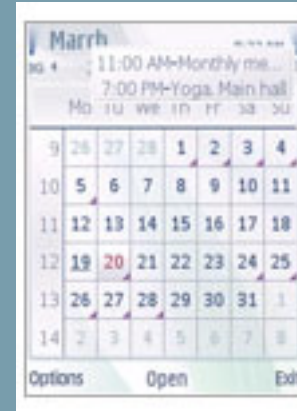 March
11:00 AM-Monthly me...
7:00 PM-Yoga. Main hall
Mo Tu We Th Fr Sa Su
9 26 27 28 1 2 3 4
10 5 6 7 8 9 10 11
11 12 13 14 15 16 17 18
12 19 20 21 22 23 24 25
13 26 27 28 29 30 31 1
14 2 3 4 5 6 7 8
Options Open Exit